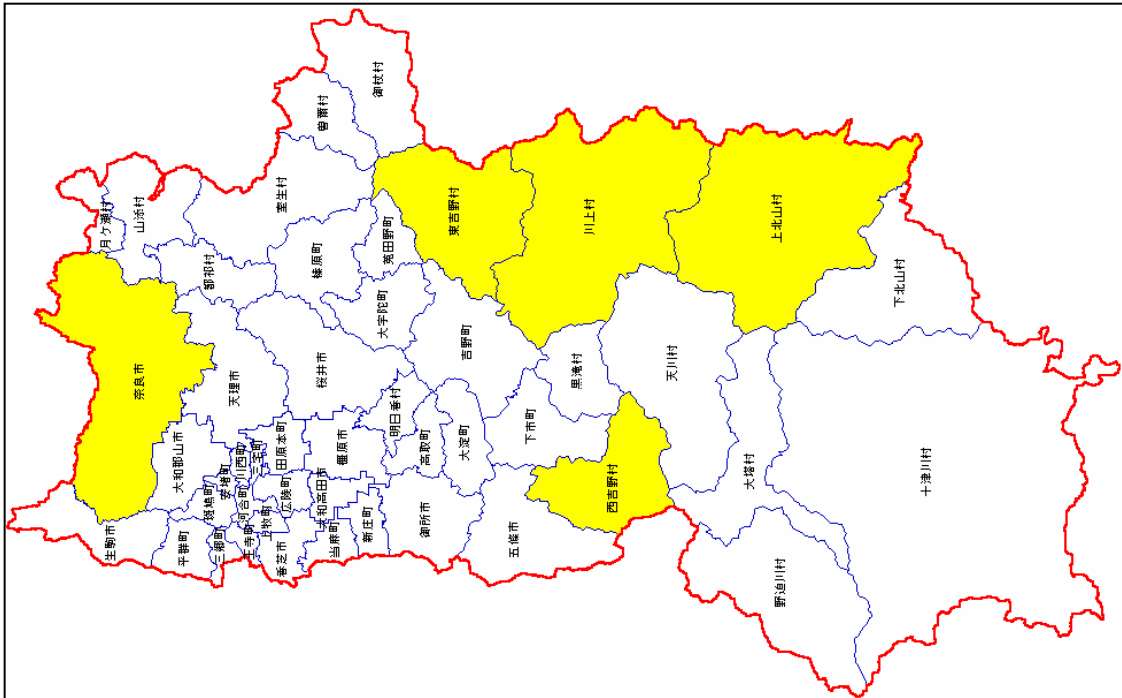 御杖村
曽爾村
室生村
月ヶ瀬村
山添村
都祁村
榛原町
菟田野町
東吉野村
川上村
上北山村
下北山村
奈良市
天理市
桜井市
大宇陀町
吉野町
黒滝村
天川村
大和郡山市
川西町
三宅町
田原本町
橿原市
明日香村
高取町
大淀町
下市町
西吉野村
大塔村
十津川村
生駒市
平群町
斑鳩町
安堵町
三郷町
王寺町
河合町
上牧町
広陵町
香芝市
大和高田市
当麻町
新庄町
御所市
五條市
野迫川村